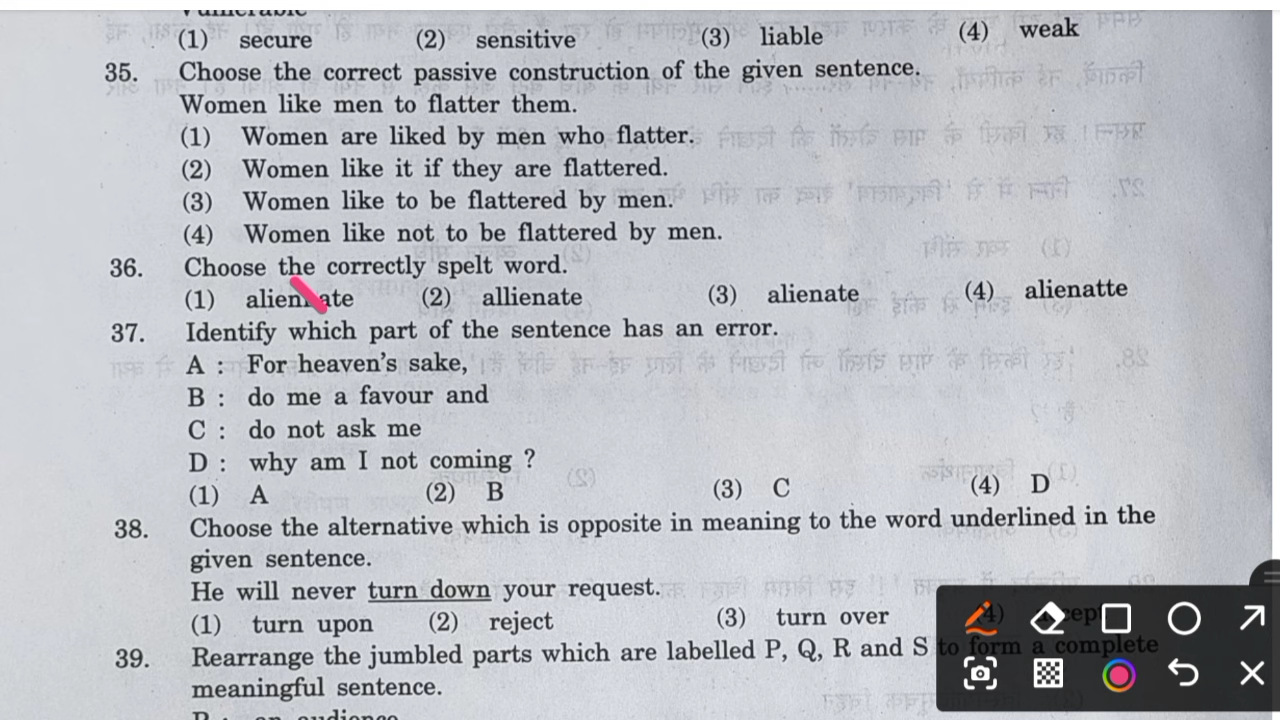 (1) secure (2) sensitive (3) liable (4) weak
35. Choose the correct passive construction of the given sentence.
Women like men to flatter them.
(1) Women are liked by men who flatter.
(2) Women like it if they are flattered.
(3) Women like to be flattered by men.
(4) Women like not to be flattered by men.
36. Choose the correctly spelt word.
(1) (2) allienate (3) alienate (4) alienatte
37. Identify which part of the sentence has an error.
A : For heaven's sake,
B : do me a favour and
C : do not ask me
D : why am I not coming ?
(1) A (2) B (3) C (4) D
38. Choose the alternative which is opposite in meaning to the word underlined in the
given sentence.
He will never turn down your request.
(1) turn upon (2) reject (3) turn over (4)
39. Rearrange the jumbled parts which are labelled P, Q, R and S to form a complete
meaningful sentence.